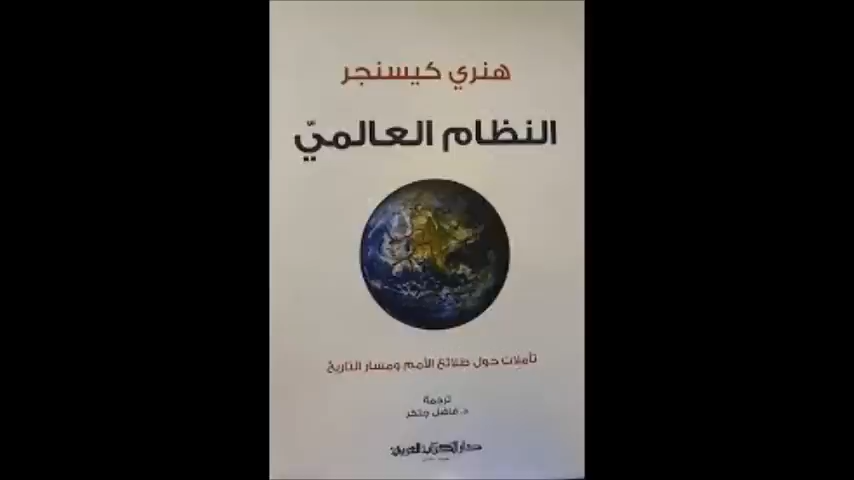 هنري كيسنجر
النظام العالميّ
تأملات حول طلائع الأمم ومسار التاريخ
ترجمة
د. فاضل جتكر
دار الكتاب العربي